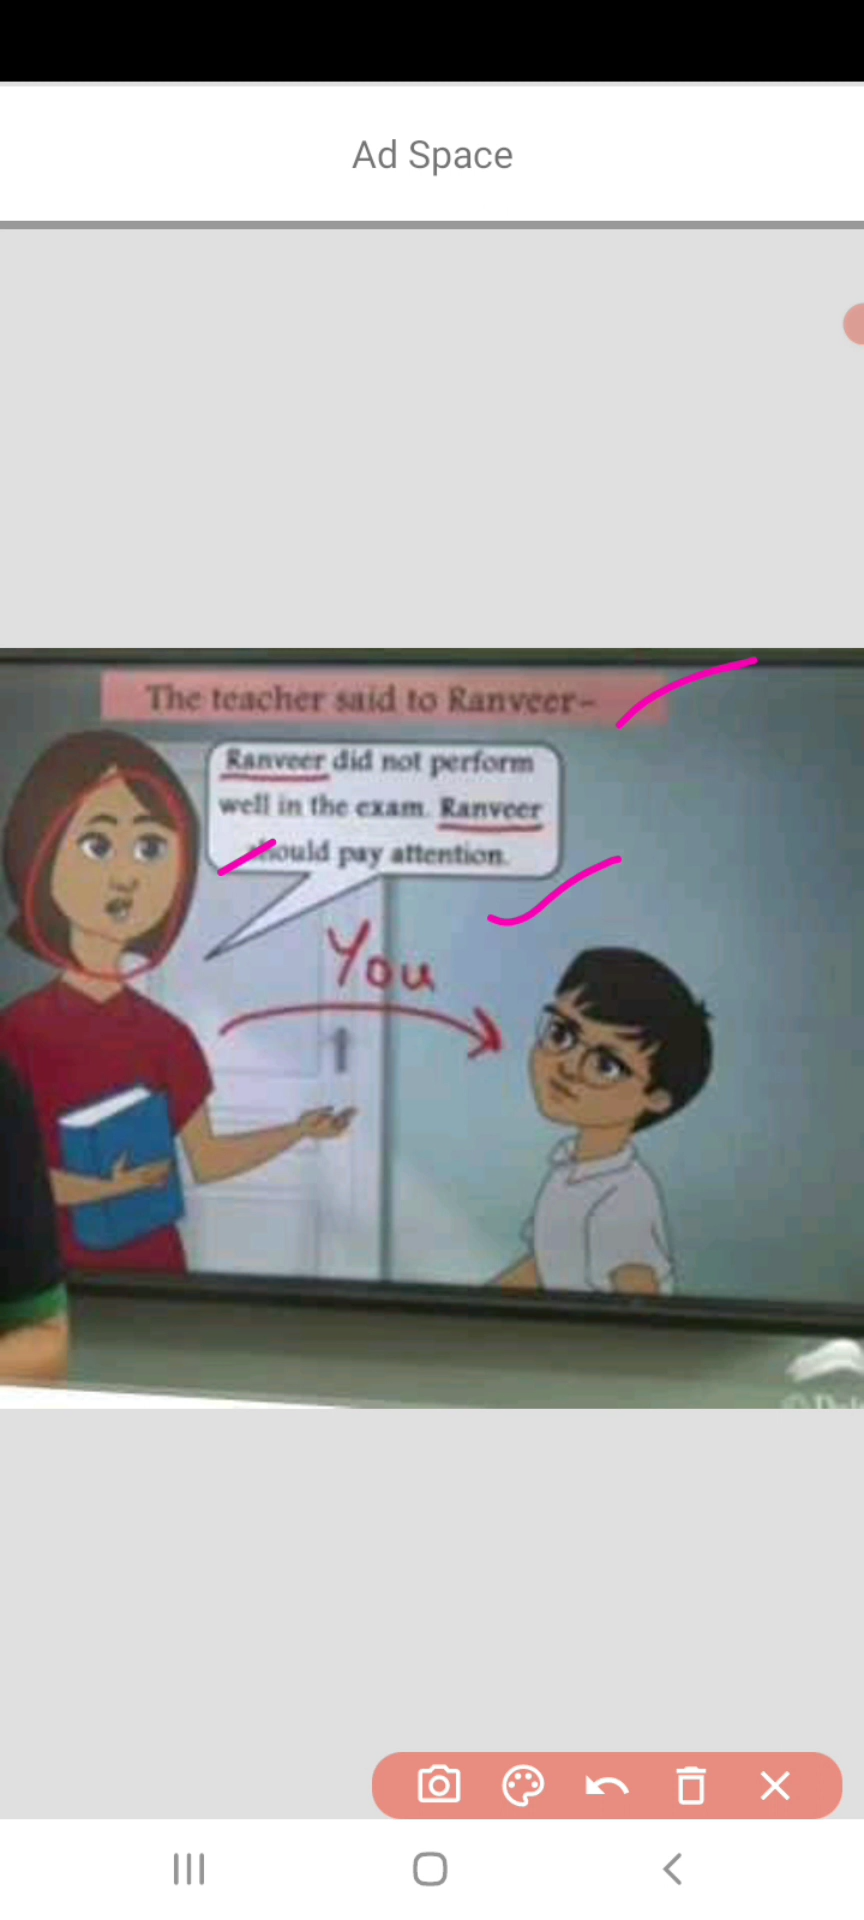 Ad Space
The teacher said to Ranveer-
Ranveer did not perform
well in the exam. Ranveer
should pay attention.
You